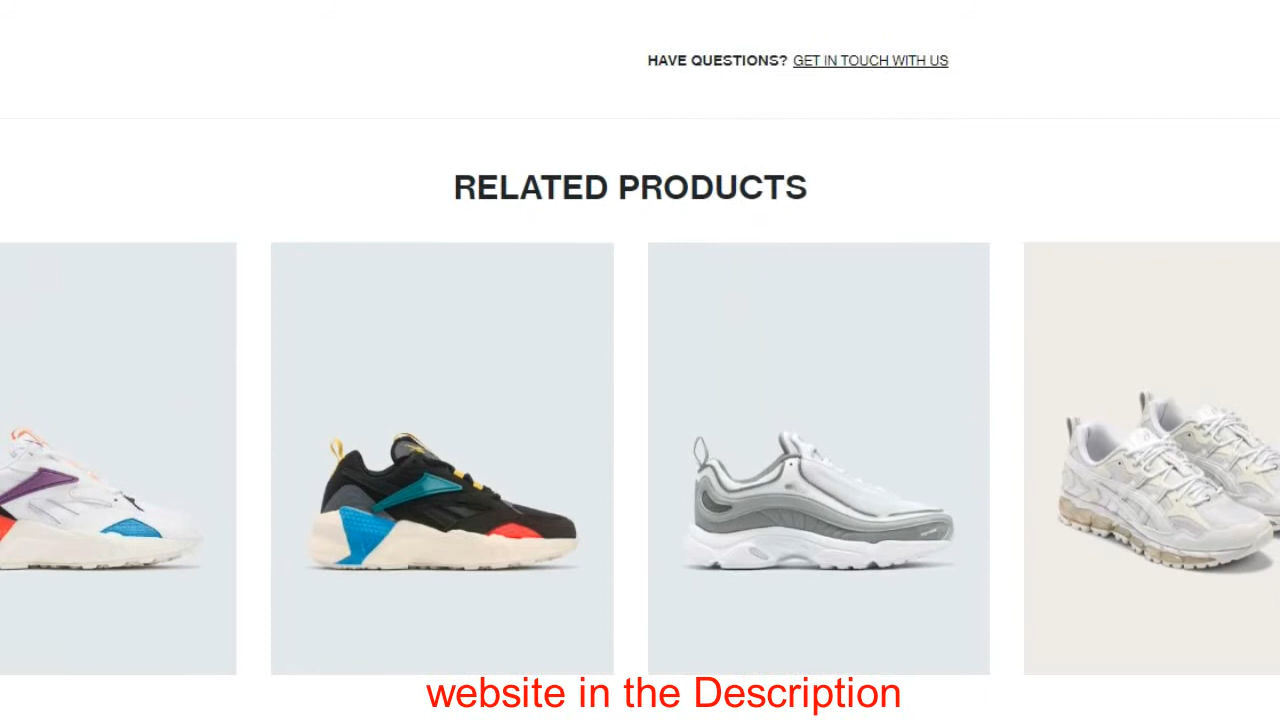 HAVE QUESTIONS? GET IN TOUCH WITH US
RELATED PRODUCTS
website in the Description